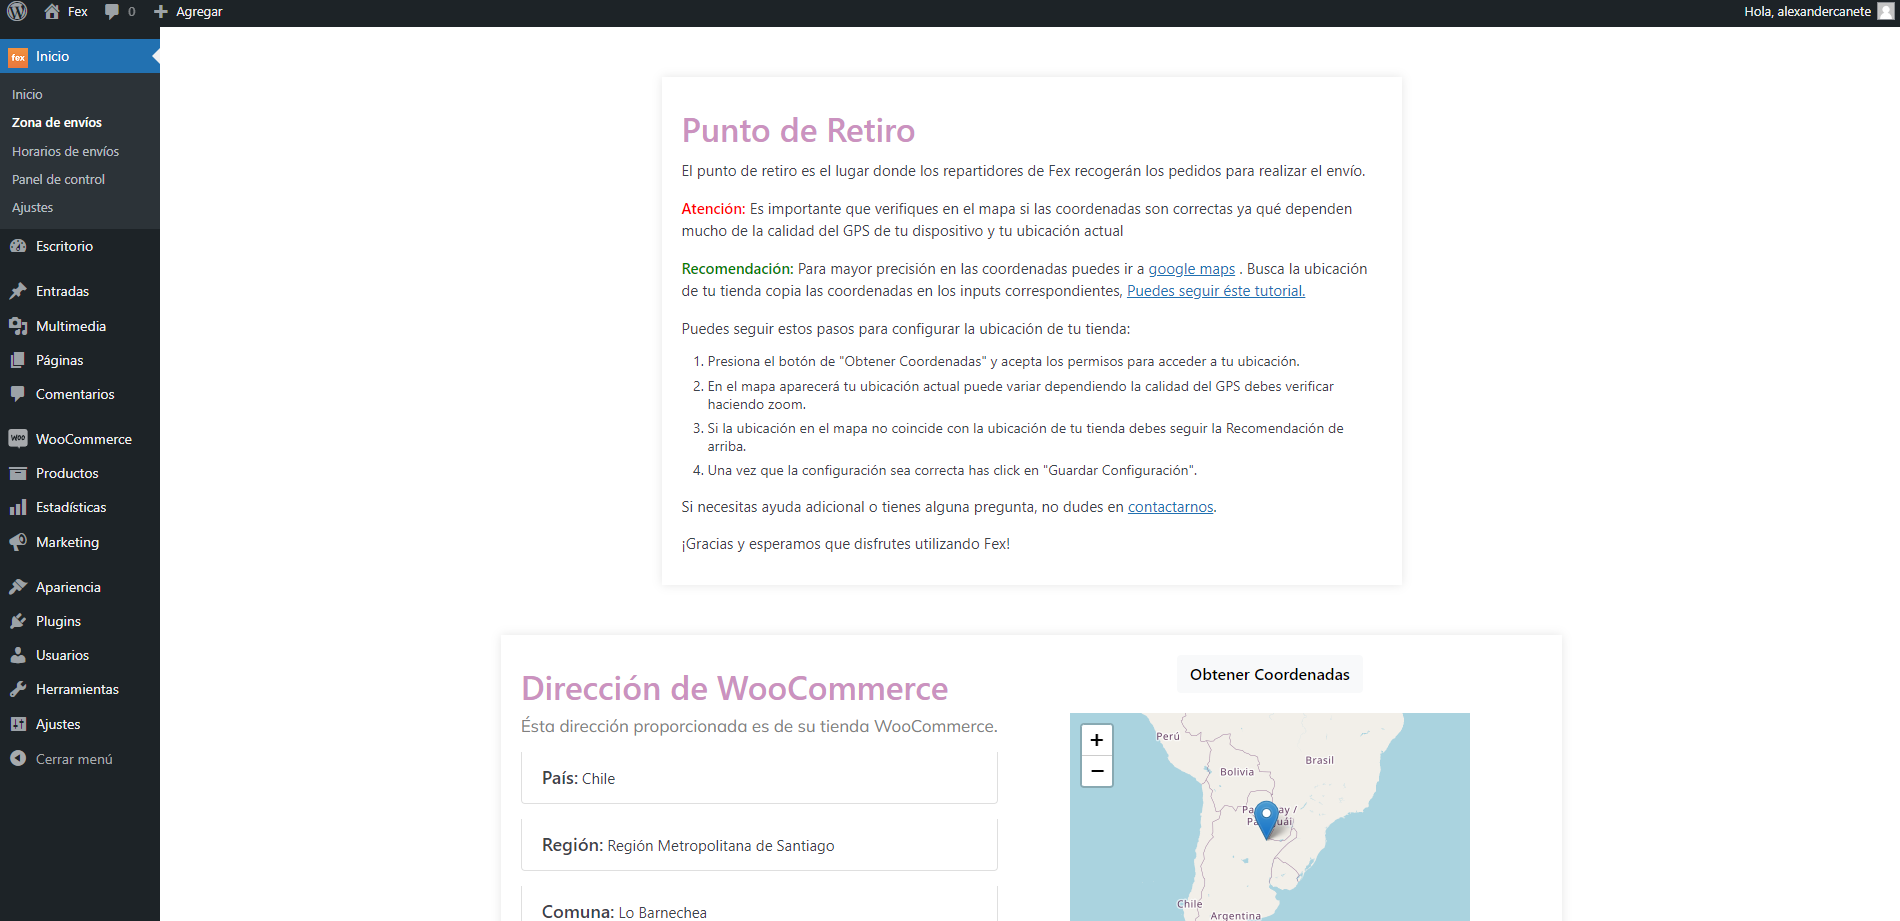 Fex
0
Agregar
Hola, alexandercanete
fex
Inicio
Inicio
Zona de envíos
Horarios de envíos
Panel de control
Ajustes
Escritorio
Entradas
Multimedia
Páginas
Comentarios
Woo WooCommerce
Productos
Estadísticas
Marketing
Apariencia
Plugins
Usuarios
Herramientas
Ajustes
Cerrar menú
Punto de Retiro
El punto de retiro es el lugar donde los repartidores de Fex recogerán los pedidos para realizar el envío.
Atención: Es importante que verifiques en el mapa si las coordenadas son correctas ya qué dependen
mucho de la calidad del GPS de tu dispositivo y tu ubicación actual
Recomendación: Para mayor precisión en las coordenadas puedes ir a google maps . Busca la ubicación
de tu tienda copia las coordenadas en los inputs correspondientes, Puedes seguir éste tutorial.
Puedes seguir estos pasos para configurar la ubicación de tu tienda:
1. Presiona el botón de "Obtener Coordenadas" y acepta los permisos para acceder a tu ubicación.
2. En el mapa aparecerá tu ubicación actual puede variar dependiendo la calidad del GPS debes verificar
haciendo zoom.
3. Si la ubicación en el mapa no coincide con la ubicación de tu tienda debes seguir la Recomendación de
arriba.
4. Una vez que la configuración sea correcta has click en "Guardar Configuración".
Si necesitas ayuda adicional o tienes alguna pregunta, no dudes en contactarnos.
¡Gracias y esperamos que disfrutes utilizando Fex!
Dirección de WooCommerce
Ésta dirección proporcionada es de su tienda WooCommerce.
País: Chile
Región: Región Metropolitana de Santiago
Comuna: Lo Barnechea
Obtener Coordenadas
+
−
Perú
Brasil
Bolivia
Chile
Argentina